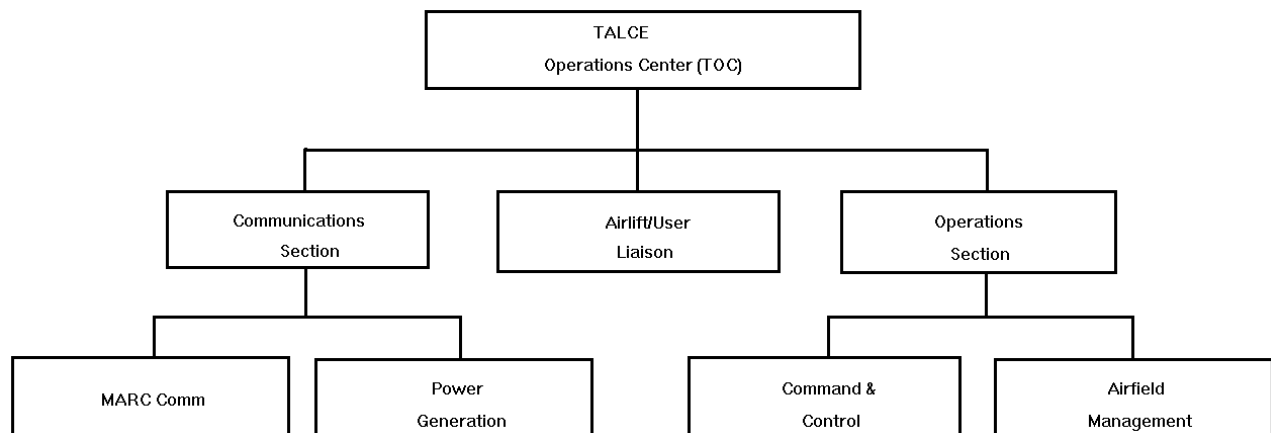 TALCE
Operations Center (TOC)
Communications
Section
Airlift/User
Liaison
Operations
Section
MARC Comm
Power
Generation
Command &
Control
Airfield
Management